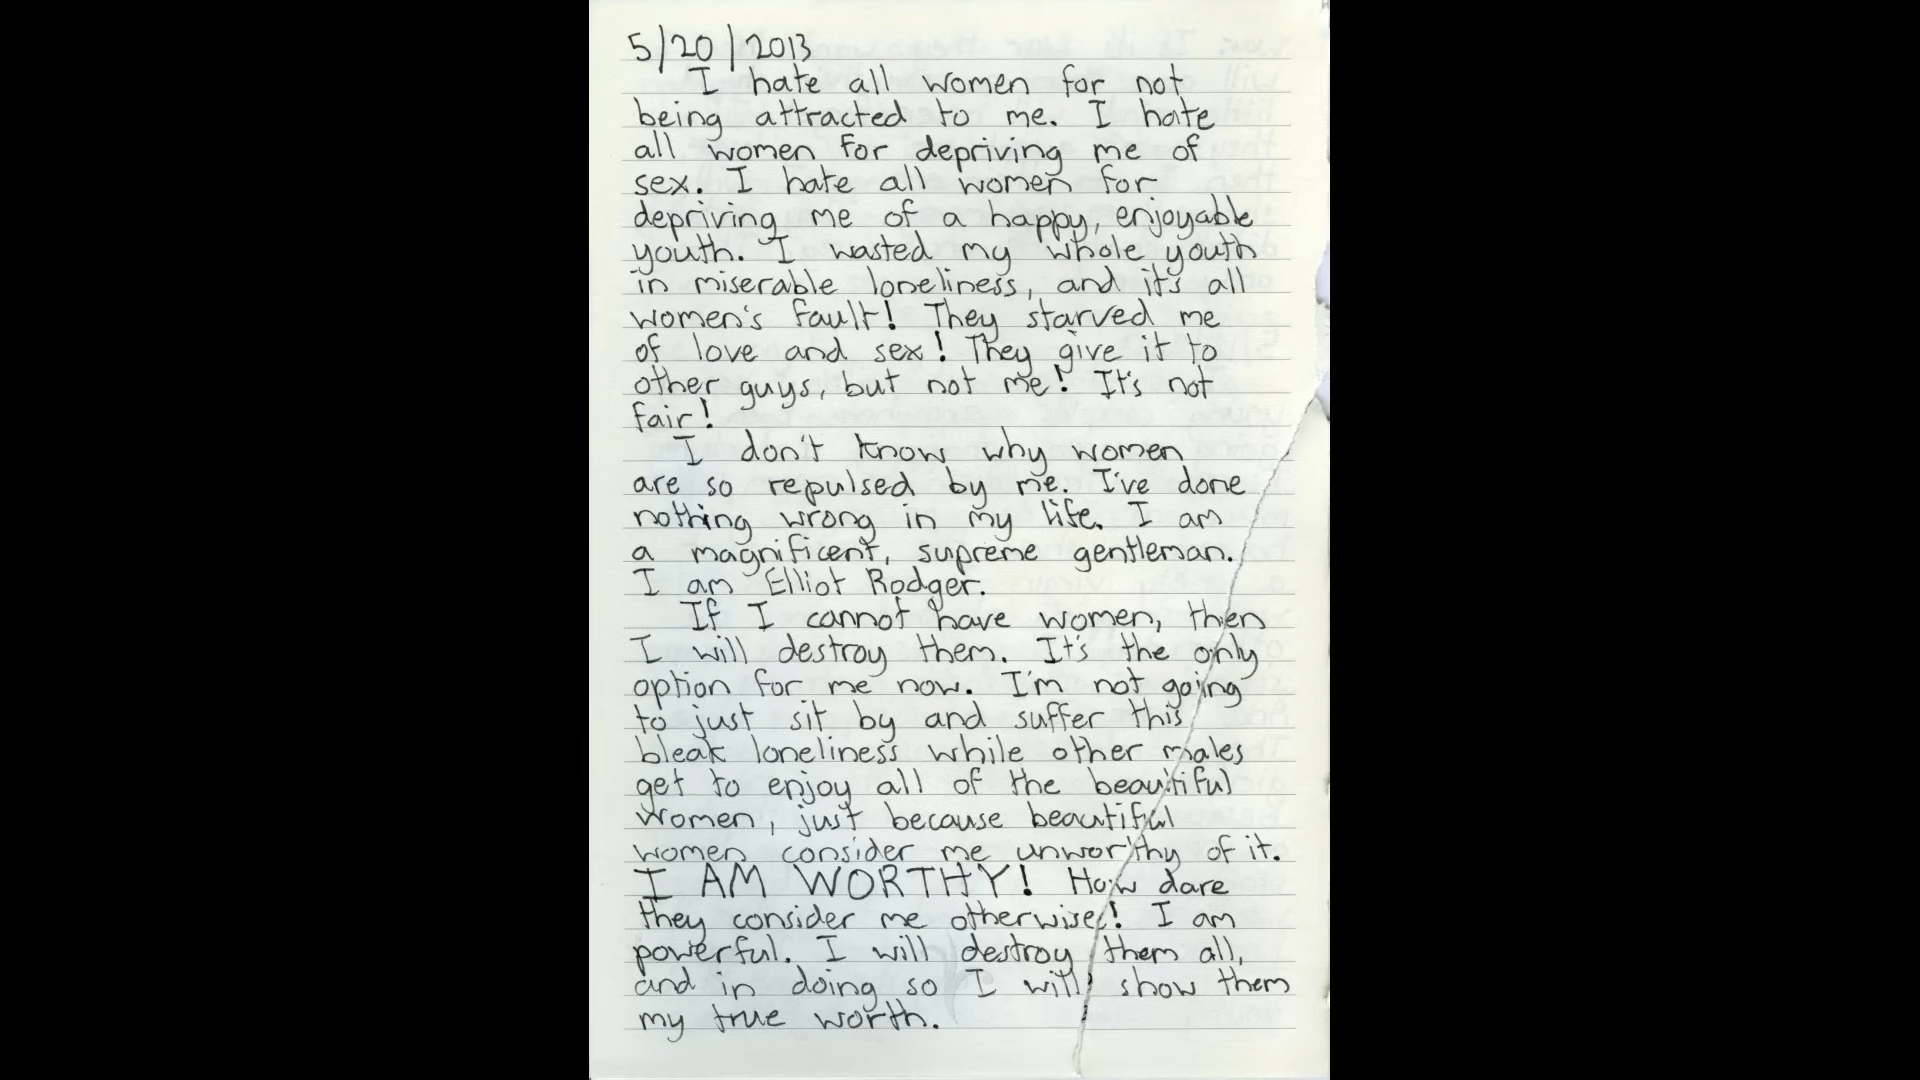 5/20/2013
I hate all women for not
being attracted to me. I hate
all women for depriving me of
sex. I hate all women for
depriving me of a happy, enjoyable
youth. I wasted my whole youth
in miserable loneliness, and it's all
women's fault! They starved me
of love and sex! They give it to
other guys, but not me! It's not
fair!
I don't know why women
are so repulsed by me. I've done
nothing wrong in my life. I am
a magnificent, supreme gentleman.
I am Elliot Rodger.
If I cannot have women, then
I will destroy them. It's the only
option for me now. I'm not going
to just sit by and suffer this
bleak loneliness while other males
get to enjoy all of the beautiful
women, just because beautiful
women consider me unworthy of it.
I AM WORTHY! How dare
they consider me otherwise! I am
powerful. I will destroy them all,
and in doing so I will show them
my true worth.